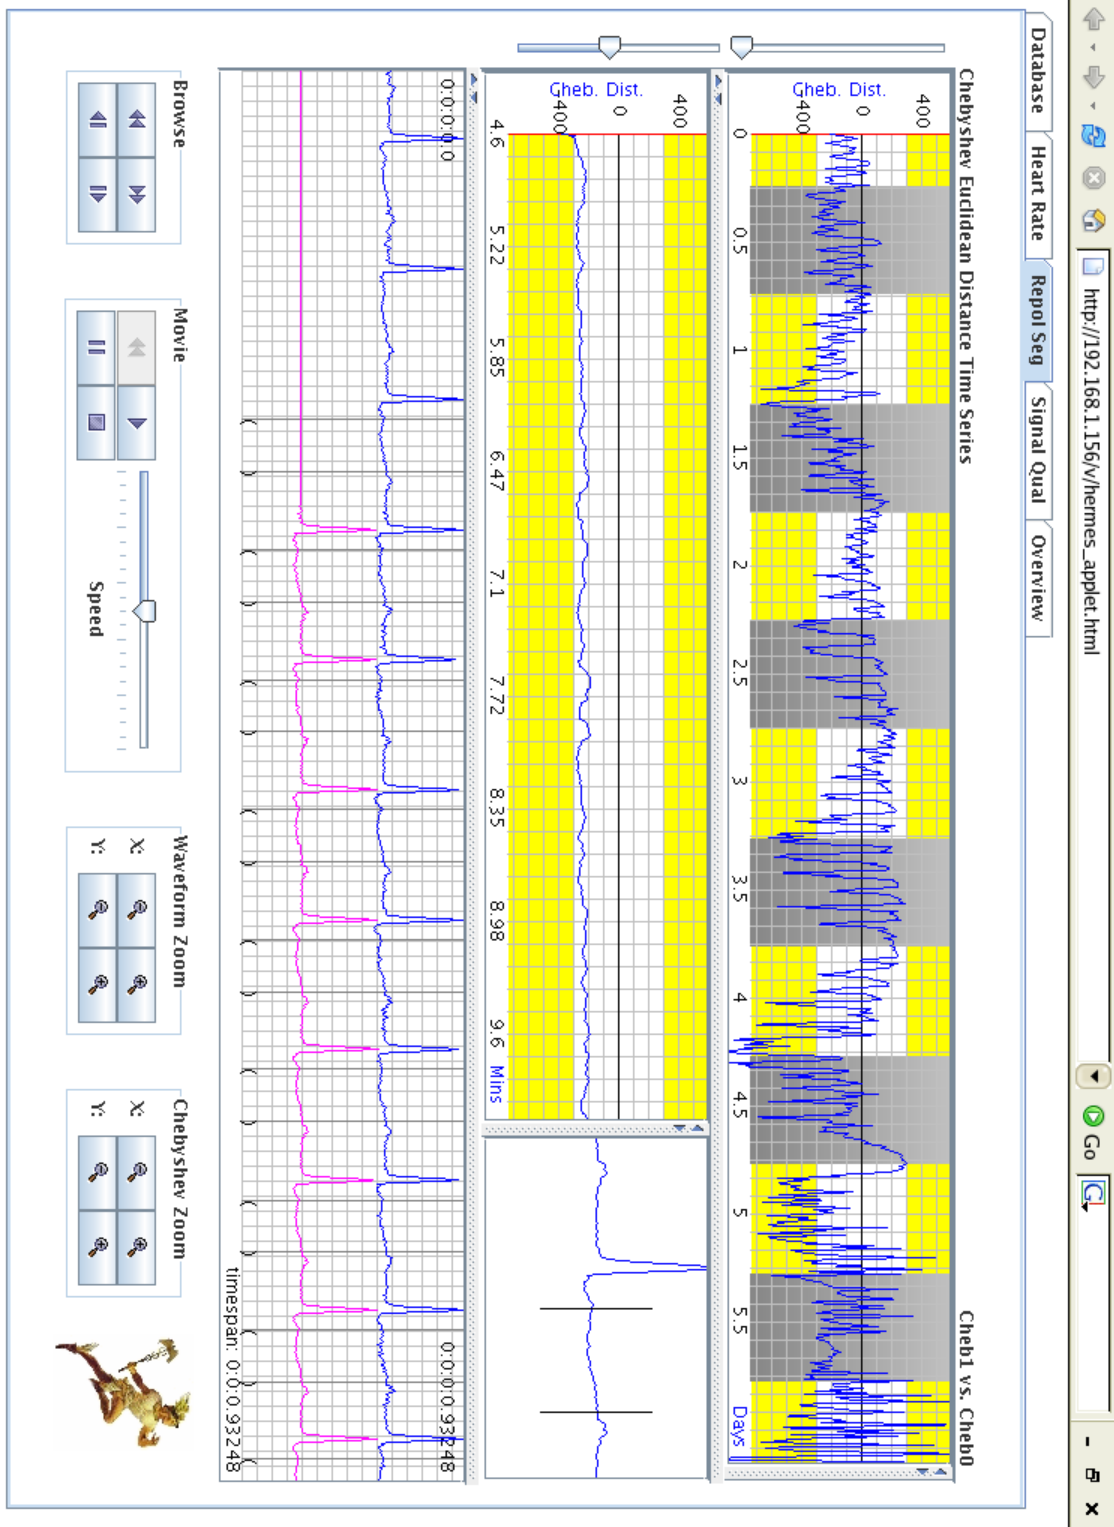 http://192.168.1.156/v/hermes_applet.html
Go
Database
Heart Rate
Repol Seg
Signal Qual
Overview
Chebyshev Euclidean Distance Time Series
Cheb1 vs. Cheb0
Gheb. Dist.
400
0
400
0 0.5 1 1.5 2 2.5 3 3.5 4 4.5 5 5.5 Days
Gheb. Dist.
400
0
400
4.6 5.22 5.85 6.47 7.1 7.72 8.35 8.98 9.6 Mins
0:0:0:0.0
0:0:0:0.93248
timespan: 0:0:0.93248
Browse
Movie
Speed
Waveform Zoom
X:
Y:
Chebyshev Zoom
X:
Y: